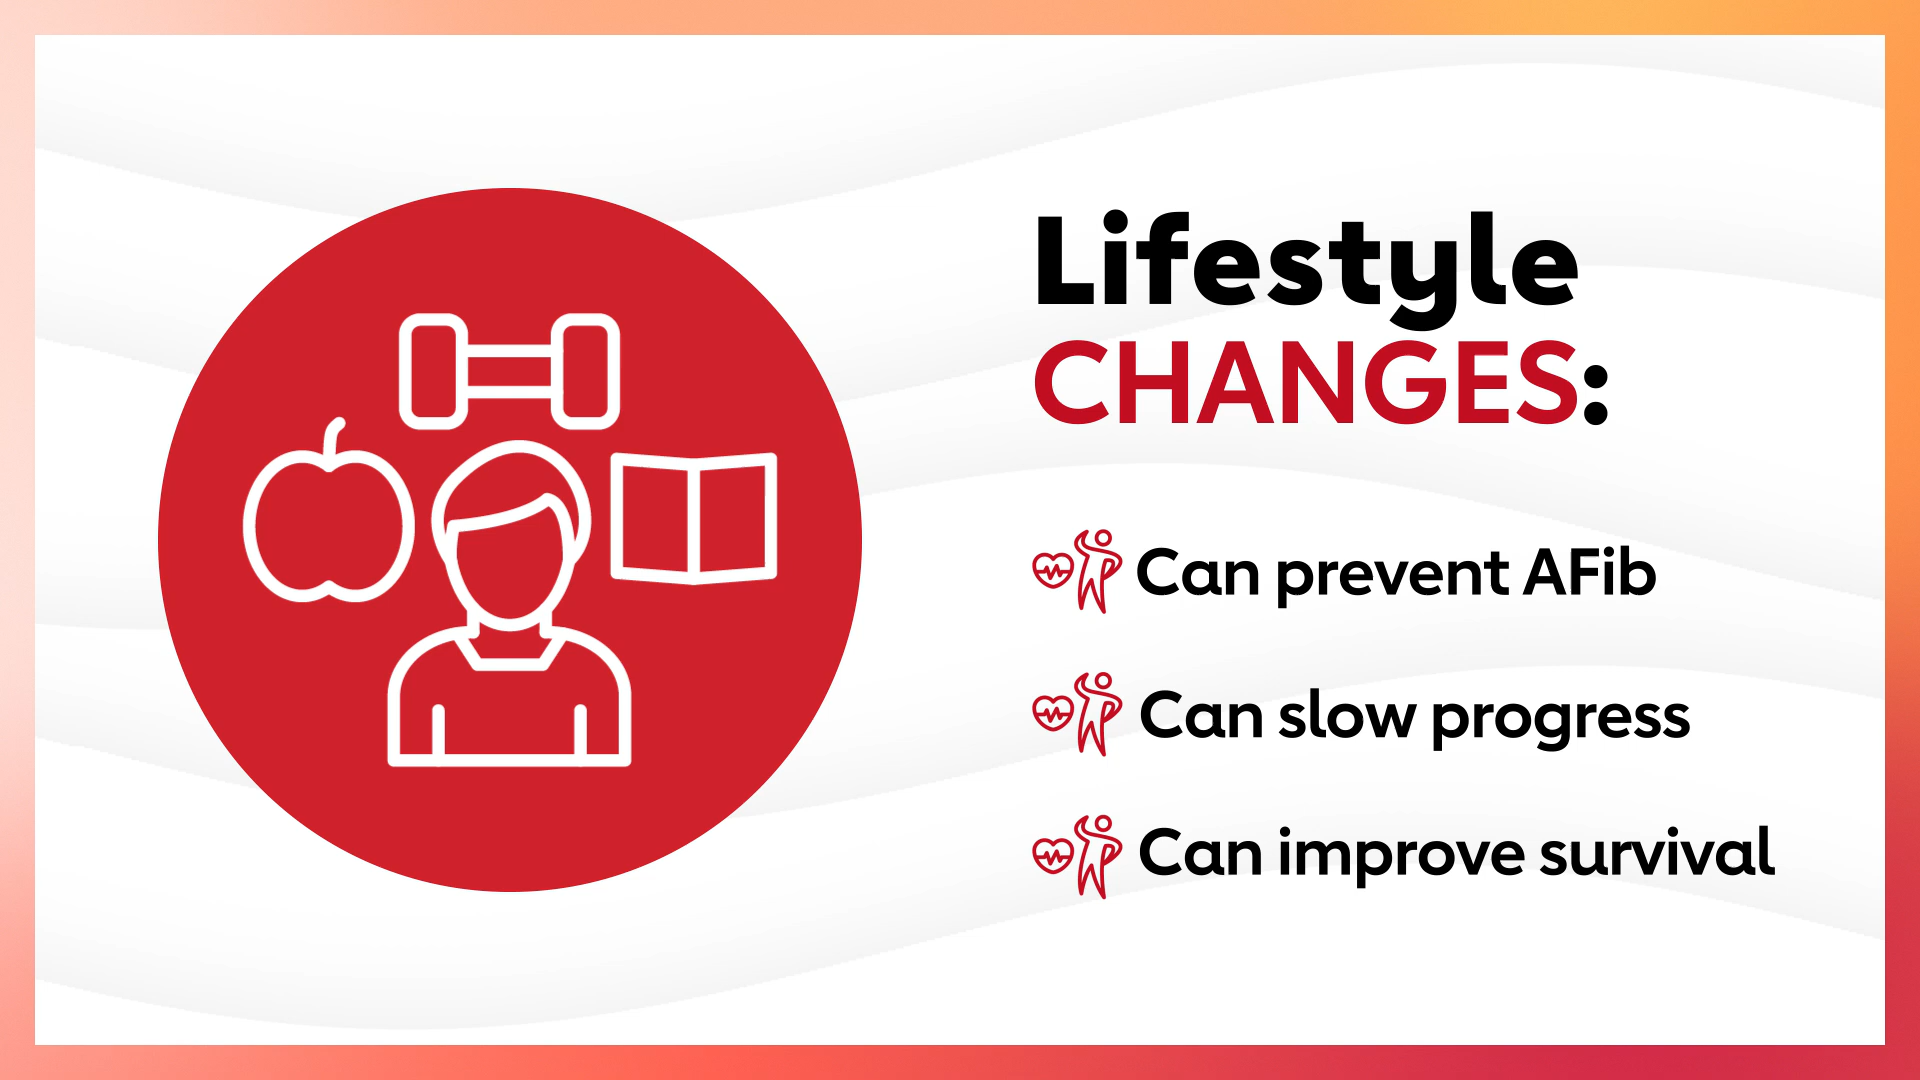 Lifestyle
CHANGES:
Can prevent AFib
Can slow progress
Can improve survival